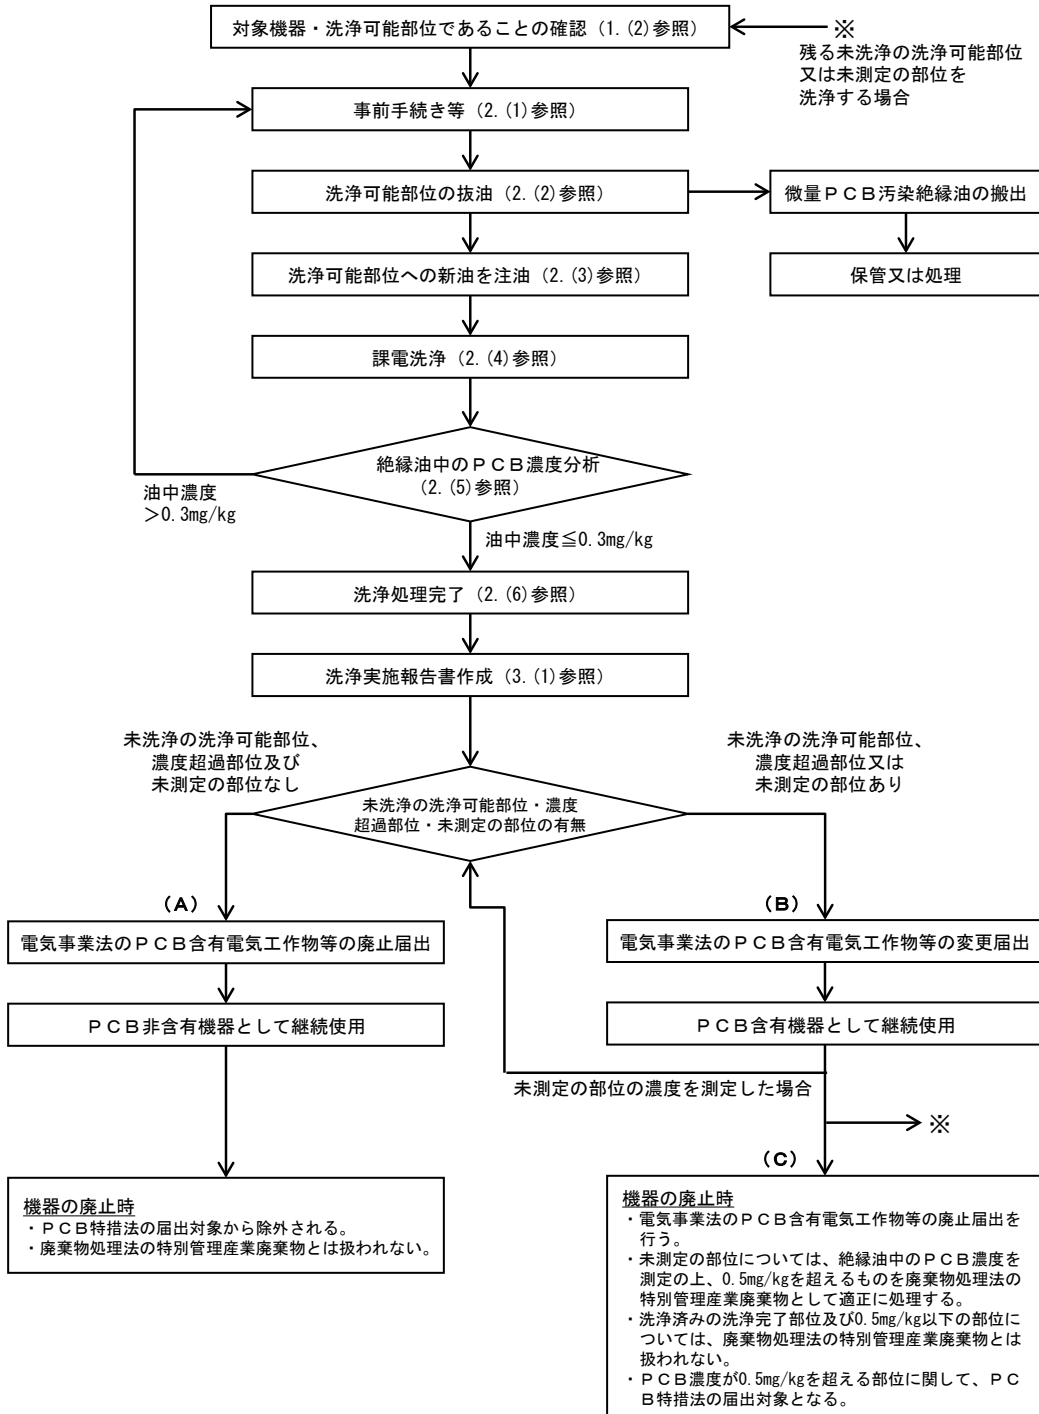 対象機器・洗浄可能部位であることの確認（1.(2)参照）
※
残る未洗浄の洗浄可能部位
又は未測定の部位を
洗浄する場合
事前手続き等（2.(1)参照）
洗浄可能部位の抜油（2.(2)参照）
微量ＰＣＢ汚染絶縁油の搬出
洗浄可能部位への新油を注油（2.(3)参照）
保管又は処理
課電洗浄（2.(4)参照）
絶縁油中のＰＣＢ濃度分析
（2.(5)参照）
油中濃度
＞0.3mg/kg
油中濃度≦0.3mg/kg
洗浄処理完了（2.(6)参照）
洗浄実施報告書作成（3.(1)参照）
未洗浄の洗浄可能部位、
濃度超過部位及び
未測定の部位なし
未洗浄の洗浄可能部位、
濃度超過部位又は
未測定の部位あり
未洗浄の洗浄可能部位・濃度
超過部位・未測定の部位の有無
（Ａ）
（Ｂ）
電気事業法のＰＣＢ含有電気工作物等の廃止届出
電気事業法のＰＣＢ含有電気工作物等の変更届出
ＰＣＢ非含有機器として継続使用
ＰＣＢ含有機器として継続使用
未測定の部位の濃度を測定した場合
※
（Ｃ）
機器の廃止時
・ＰＣＢ特措法の届出対象から除外される。
・廃棄物処理法の特別管理産業廃棄物とは扱われない。
機器の廃止時
・電気事業法のＰＣＢ含有電気工作物等の廃止届出を
行う。
・未測定の部位については、絶縁油中のＰＣＢ濃度を
測定の上、0.5mg/kgを超えるものを廃棄物処理法の
特別管理産業廃棄物として適正に処理する。
・洗浄済みの洗浄完了部位及び0.5mg/kg以下の部位に
ついては、廃棄物処理法の特別管理産業廃棄物とは
扱われない。
・ＰＣＢ濃度が0.5mg/kgを超える部位に関して、ＰＣ
Ｂ特措法の届出対象となる。